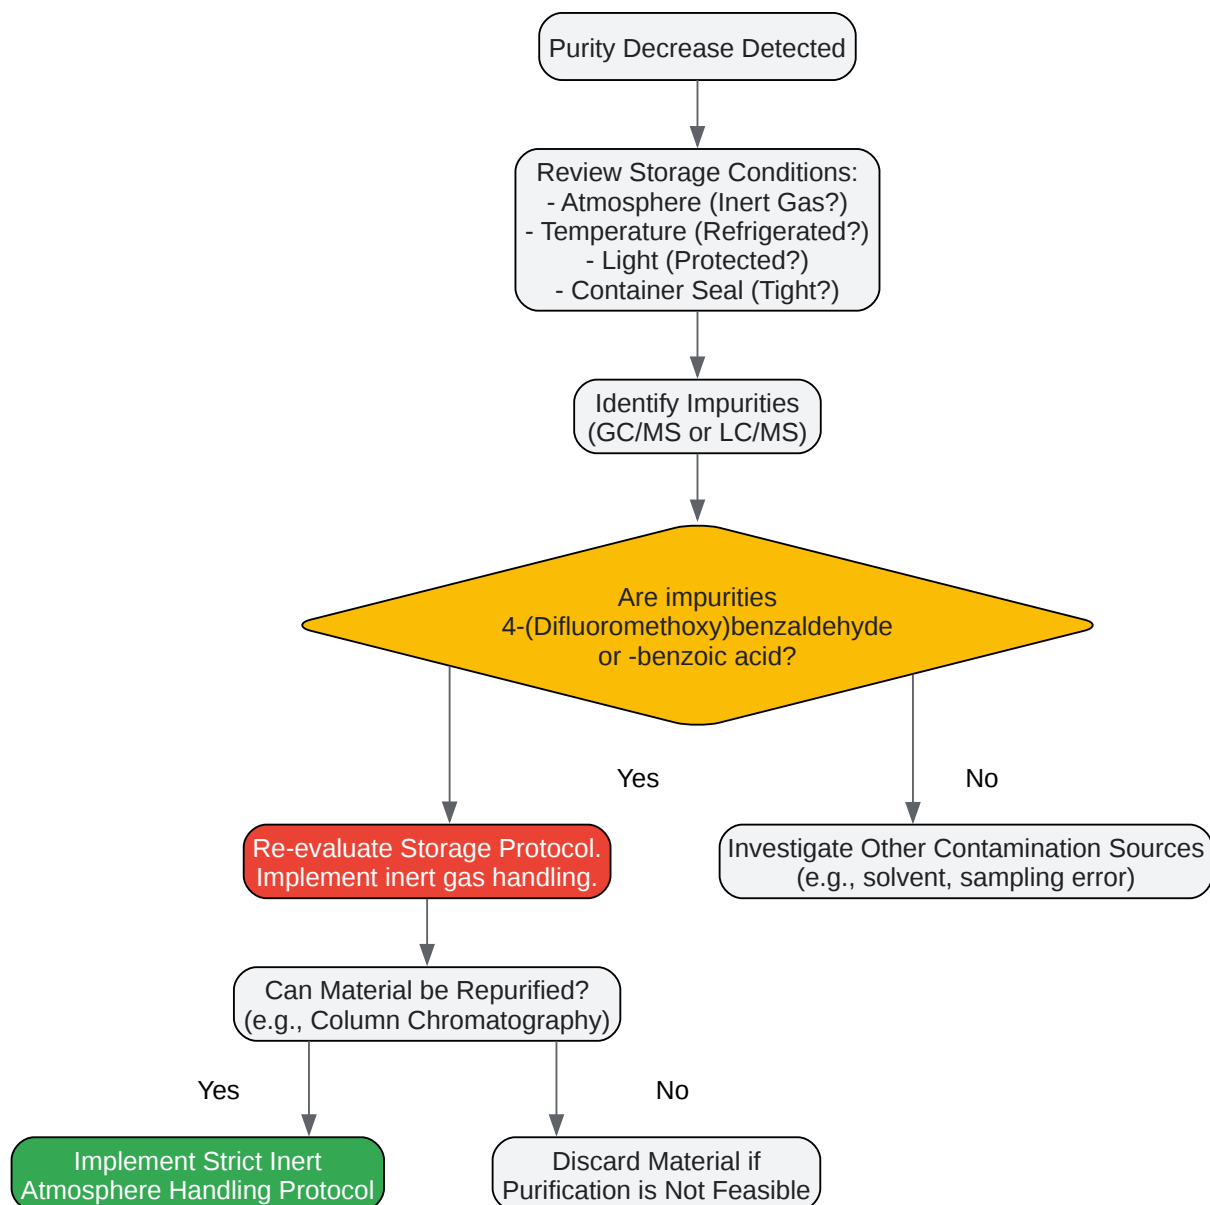 Purity Decrease Detected
Review Storage Conditions:
- Atmosphere (Inert Gas?)
- Temperature (Refrigerated?)
- Light (Protected?)
- Container Seal (Tight?)
Identify Impurities
(GC/MS or LC/MS)
Are impurities
4-(Difluoromethoxy)benzaldehyde
or -benzoic acid?
Yes
No
Re-evaluate Storage Protocol.
Implement inert gas handling.
Investigate Other Contamination Sources
(e.g., solvent, sampling error)
Can Material be Repurified?
(e.g., Column Chromatography)
Yes
No
Implement Strict Inert
Atmosphere Handling Protocol
Discard Material if
Purification is Not Feasible